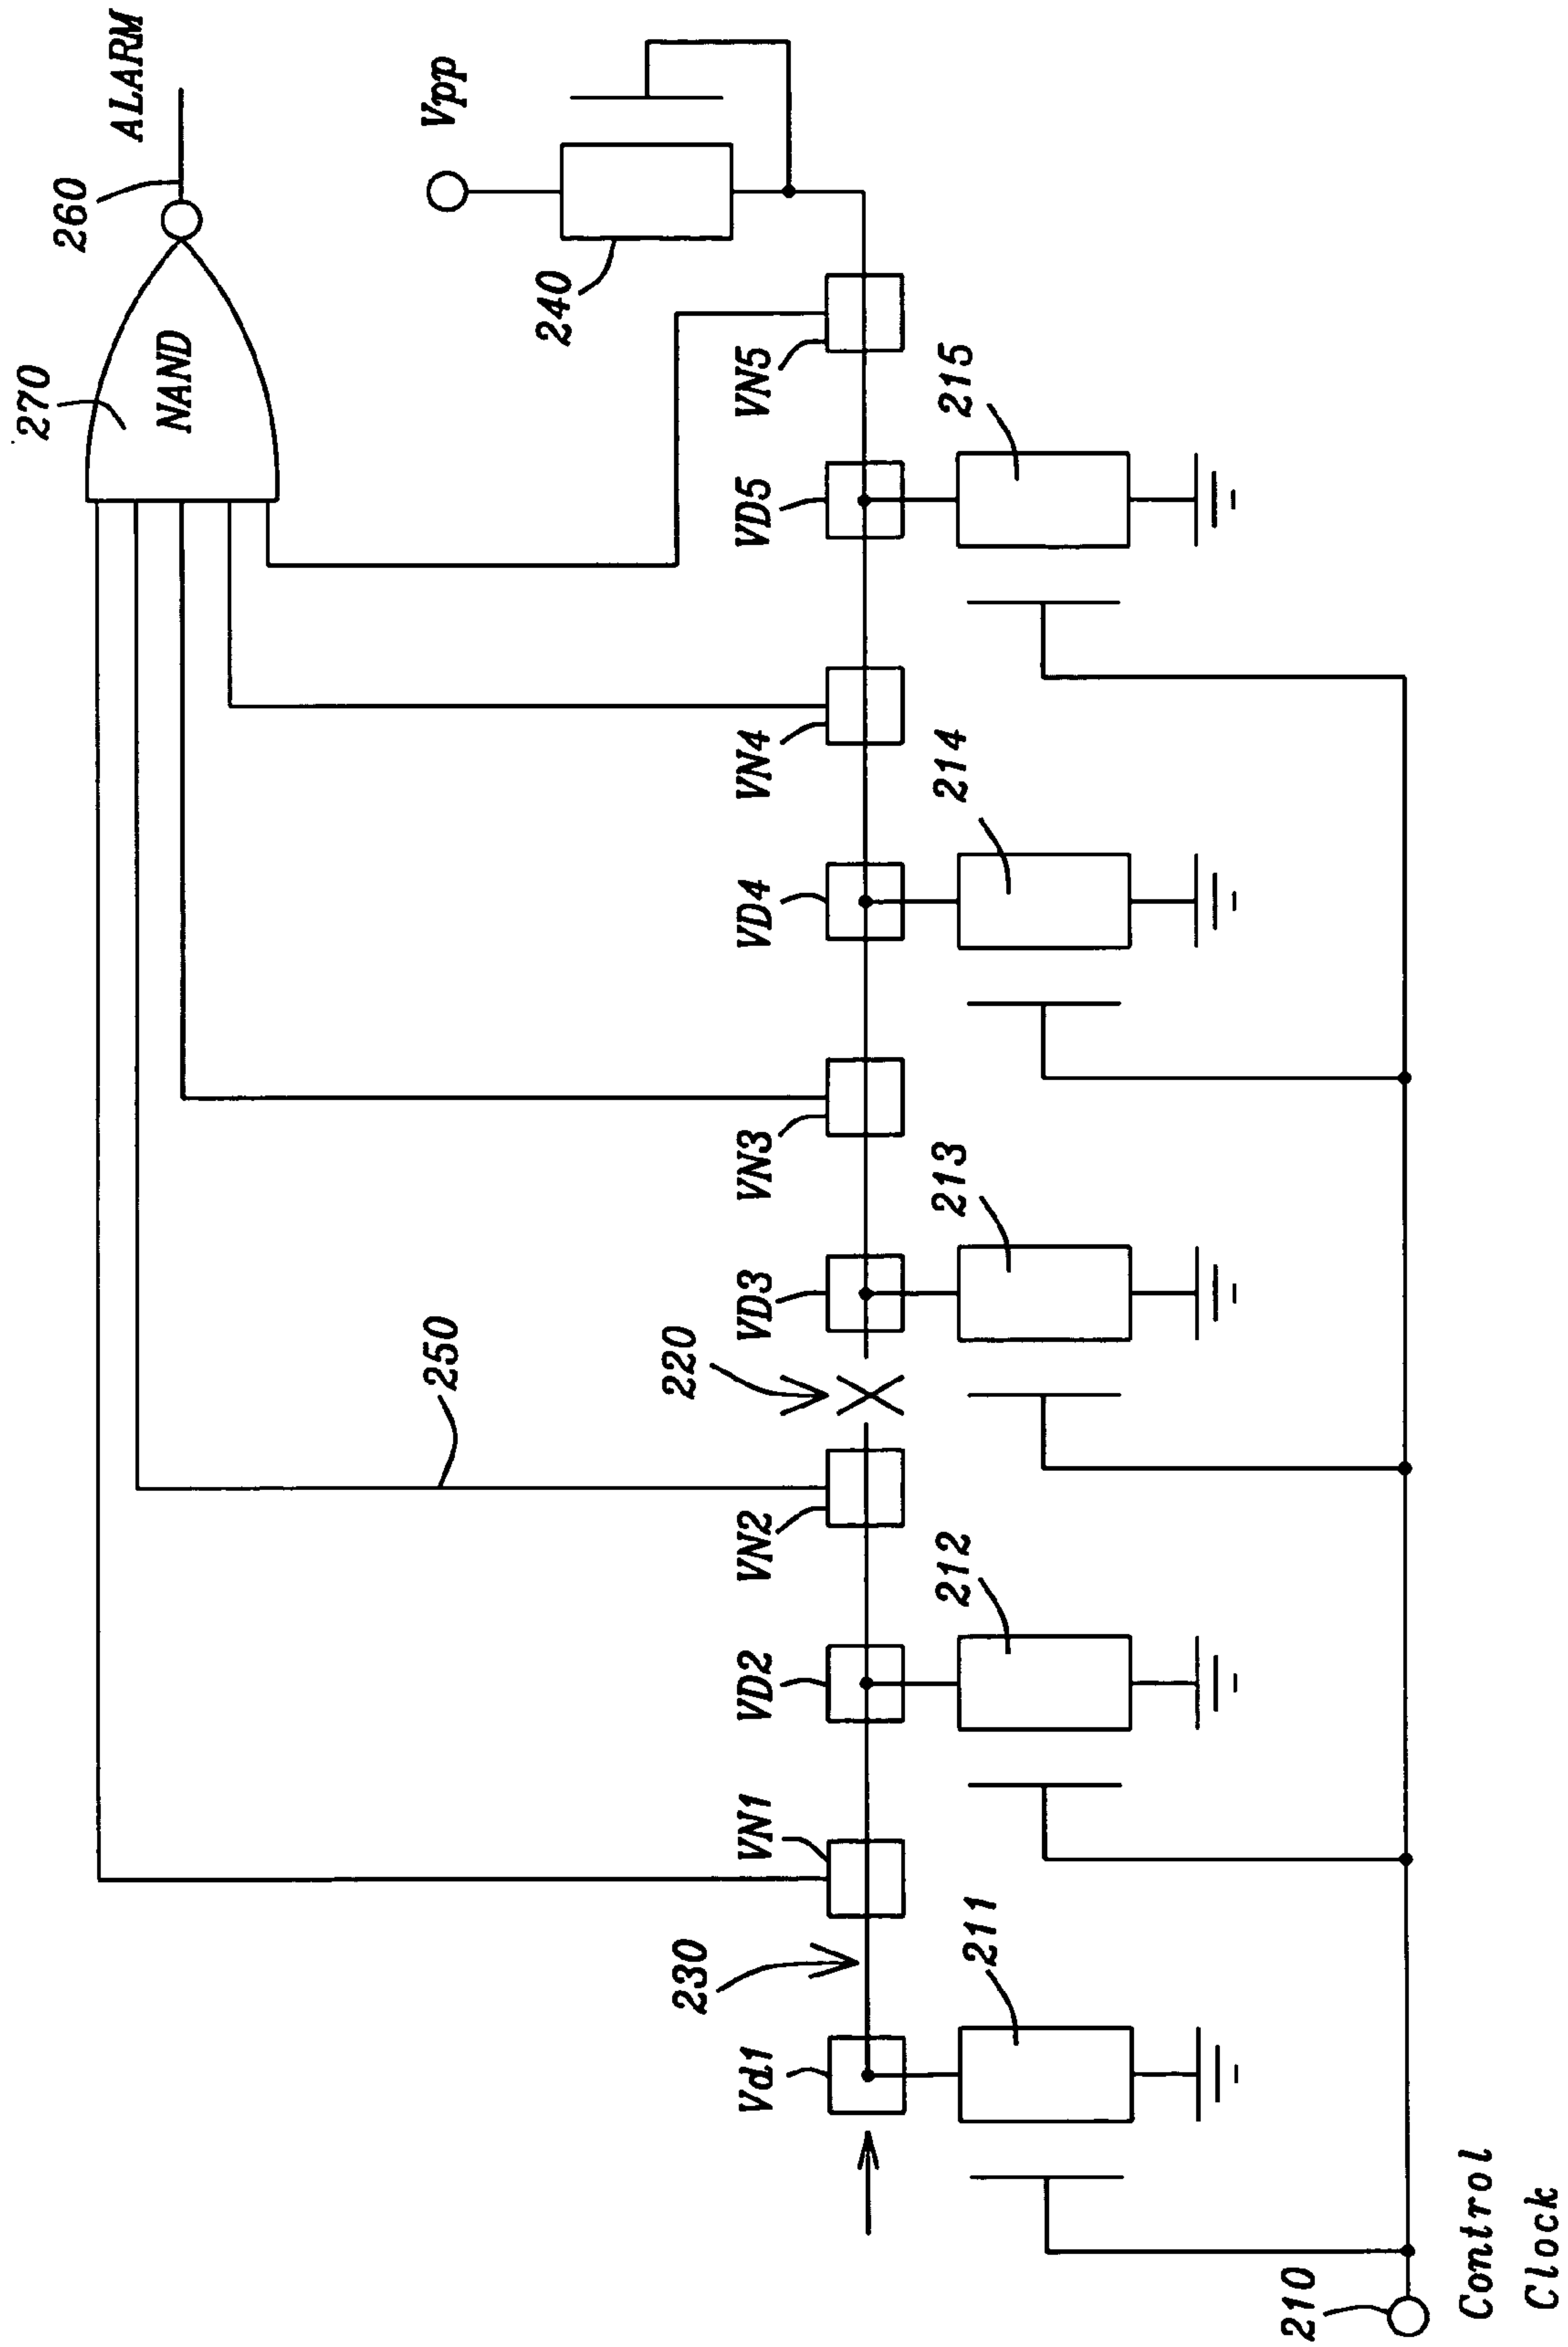 270
NAND
260
ALARM
250
240
Vpp
230
220
Vd1
VN1
VD2
VN2
VD3
VN3
VD4
VN4
VD5
VN5
211
212
213
214
215
210
Control
Clock